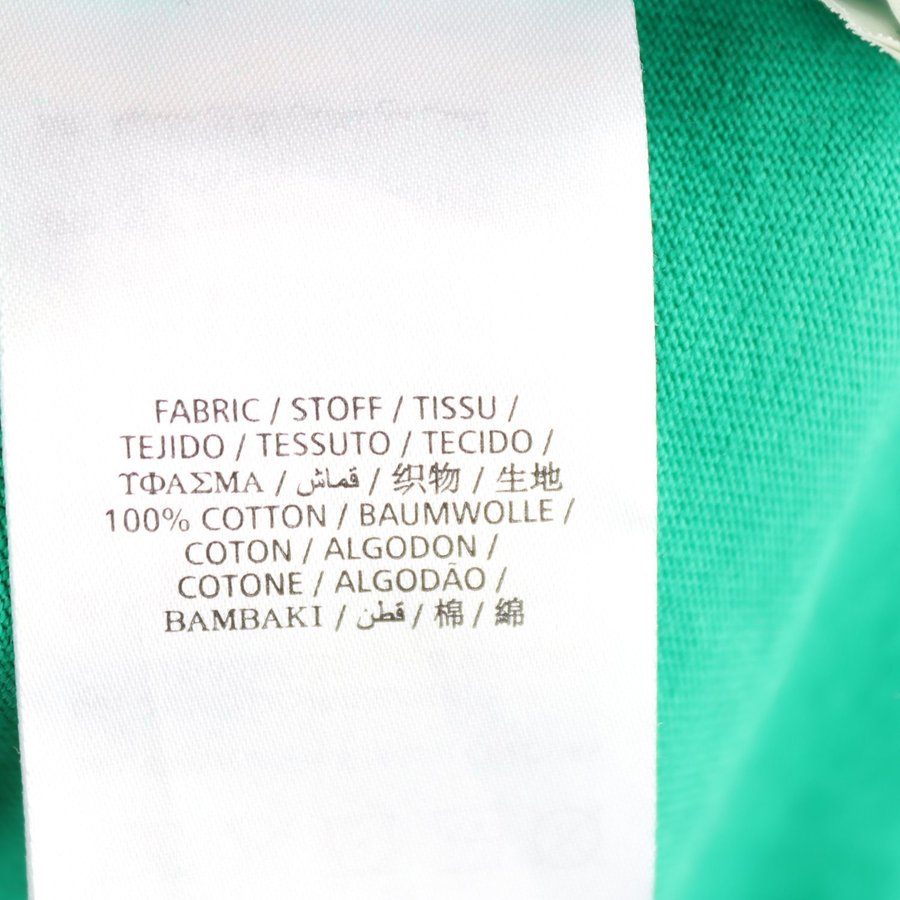 FABRIC / STOFF / TISSU /
TEJIDO / TESSUTO / TECIDO /
ΥΦΑΣΜΑ / قماش / 织物 / 生地
100% COTTON / BAUMWOLLE /
COTON / ALGODON /
COTONE / ALGODÃO /
BAMBAKI / قطن / 棉 / 綿